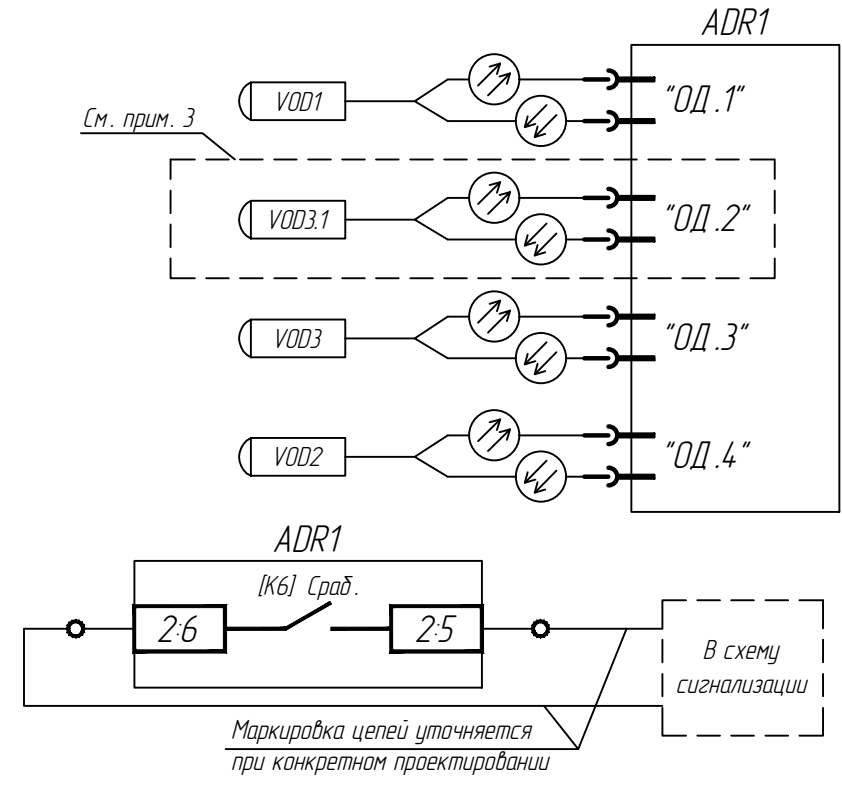 ADR1
VOD1
"ОД.1"
См. прим. 3
VOD3.1
"ОД.2"
VOD3
"ОД.3"
VOD2
"ОД.4"
ADR1
[K6] Сраб.
2:6
2:5
В схему
сигнализации
Маркировка цепей уточняется
при конкретном проектировании